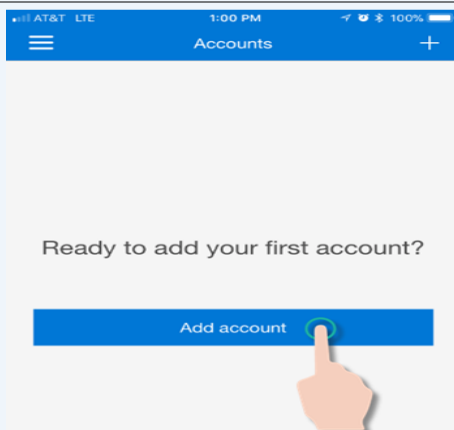 AT&T LTE 1:00 PM 100%
Accounts
Ready to add your first account?
Add account